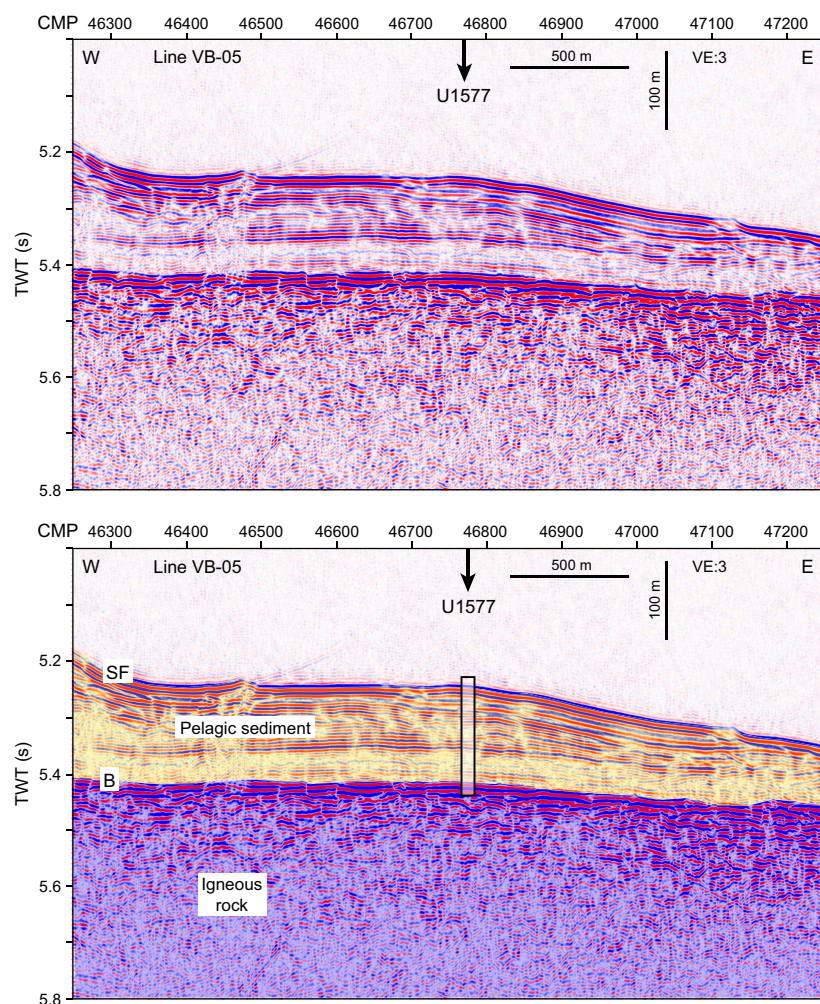 CMP 46300 46400 46500 46600 46700 46800 46900 47000 47100 47200
W Line VB-05 500 m VE:3 E
U1577
100 m
5.2
5.4
TWT (s)
5.6
5.8
CMP 46300 46400 46500 46600 46700 46800 46900 47000 47100 47200
W Line VB-05 500 m VE:3 E
U1577
100 m
5.2
SF
Pelagic sediment
5.4
B
TWT (s)
5.6
Igneous
rock
5.8